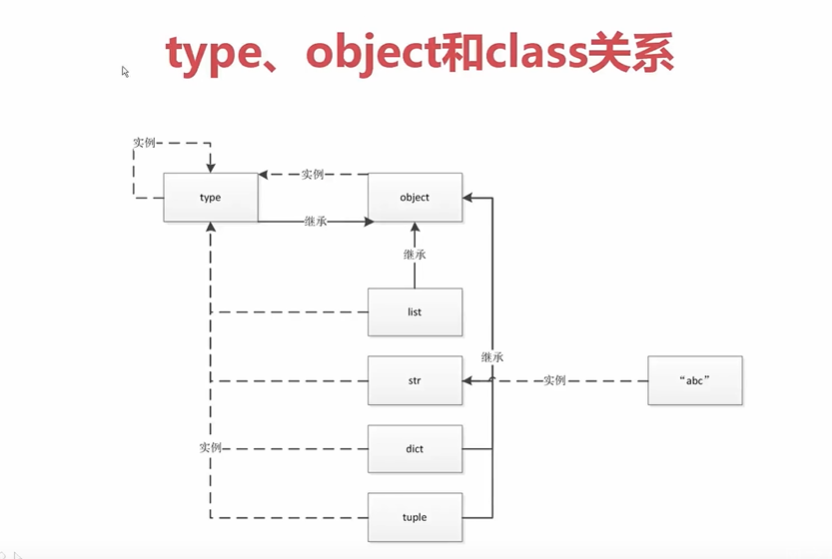 type、object和class关系
实例
实例
type
object
继承
继承
list
继承
str
实例
“abc”
实例
dict
tuple